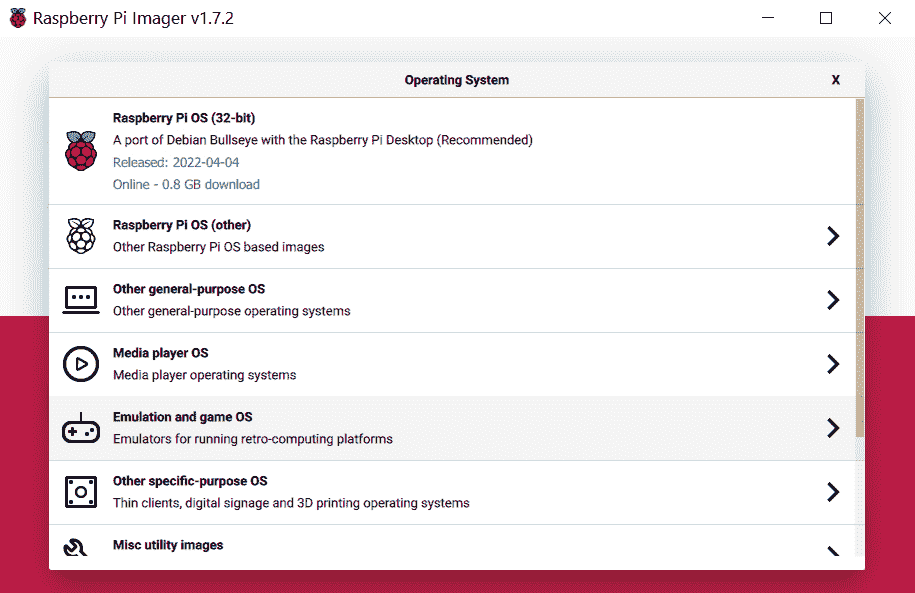 Raspberry Pi Imager v1.7.2
Operating System
X
Raspberry Pi OS (32-bit)
A port of Debian Bullseye with the Raspberry Pi Desktop (Recommended)
Released: 2022-04-04
Online - 0.8 GB download
Raspberry Pi OS (other)
Other Raspberry Pi OS based images
Other general-purpose OS
Other general-purpose operating systems
Media player OS
Media player operating systems
Emulation and game OS
Emulators for running retro-computing platforms
Other specific-purpose OS
Thin clients, digital signage and 3D printing operating systems
Misc utility images